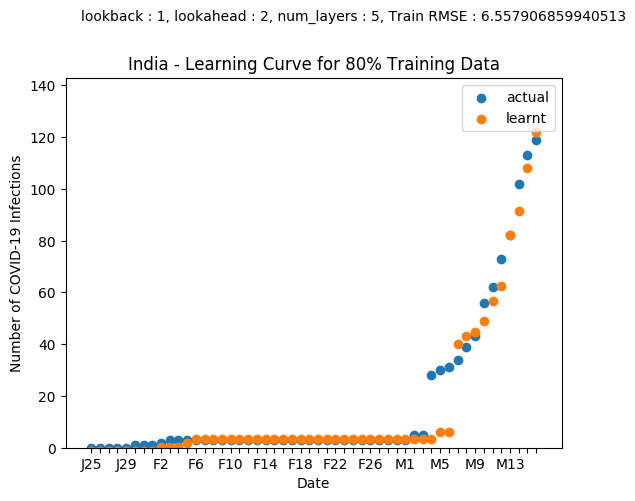 lookback : 1, lookahead : 2, num_layers : 5, Train RMSE : 6.557906859940513
India - Learning Curve for 80% Training Data
actual
learnt
Number of COVID-19 Infections
140
120
100
80
60
40
20
0
J25 J29 F2 F6 F10 F14 F18 F22 F26 M1 M5 M9 M13
Date